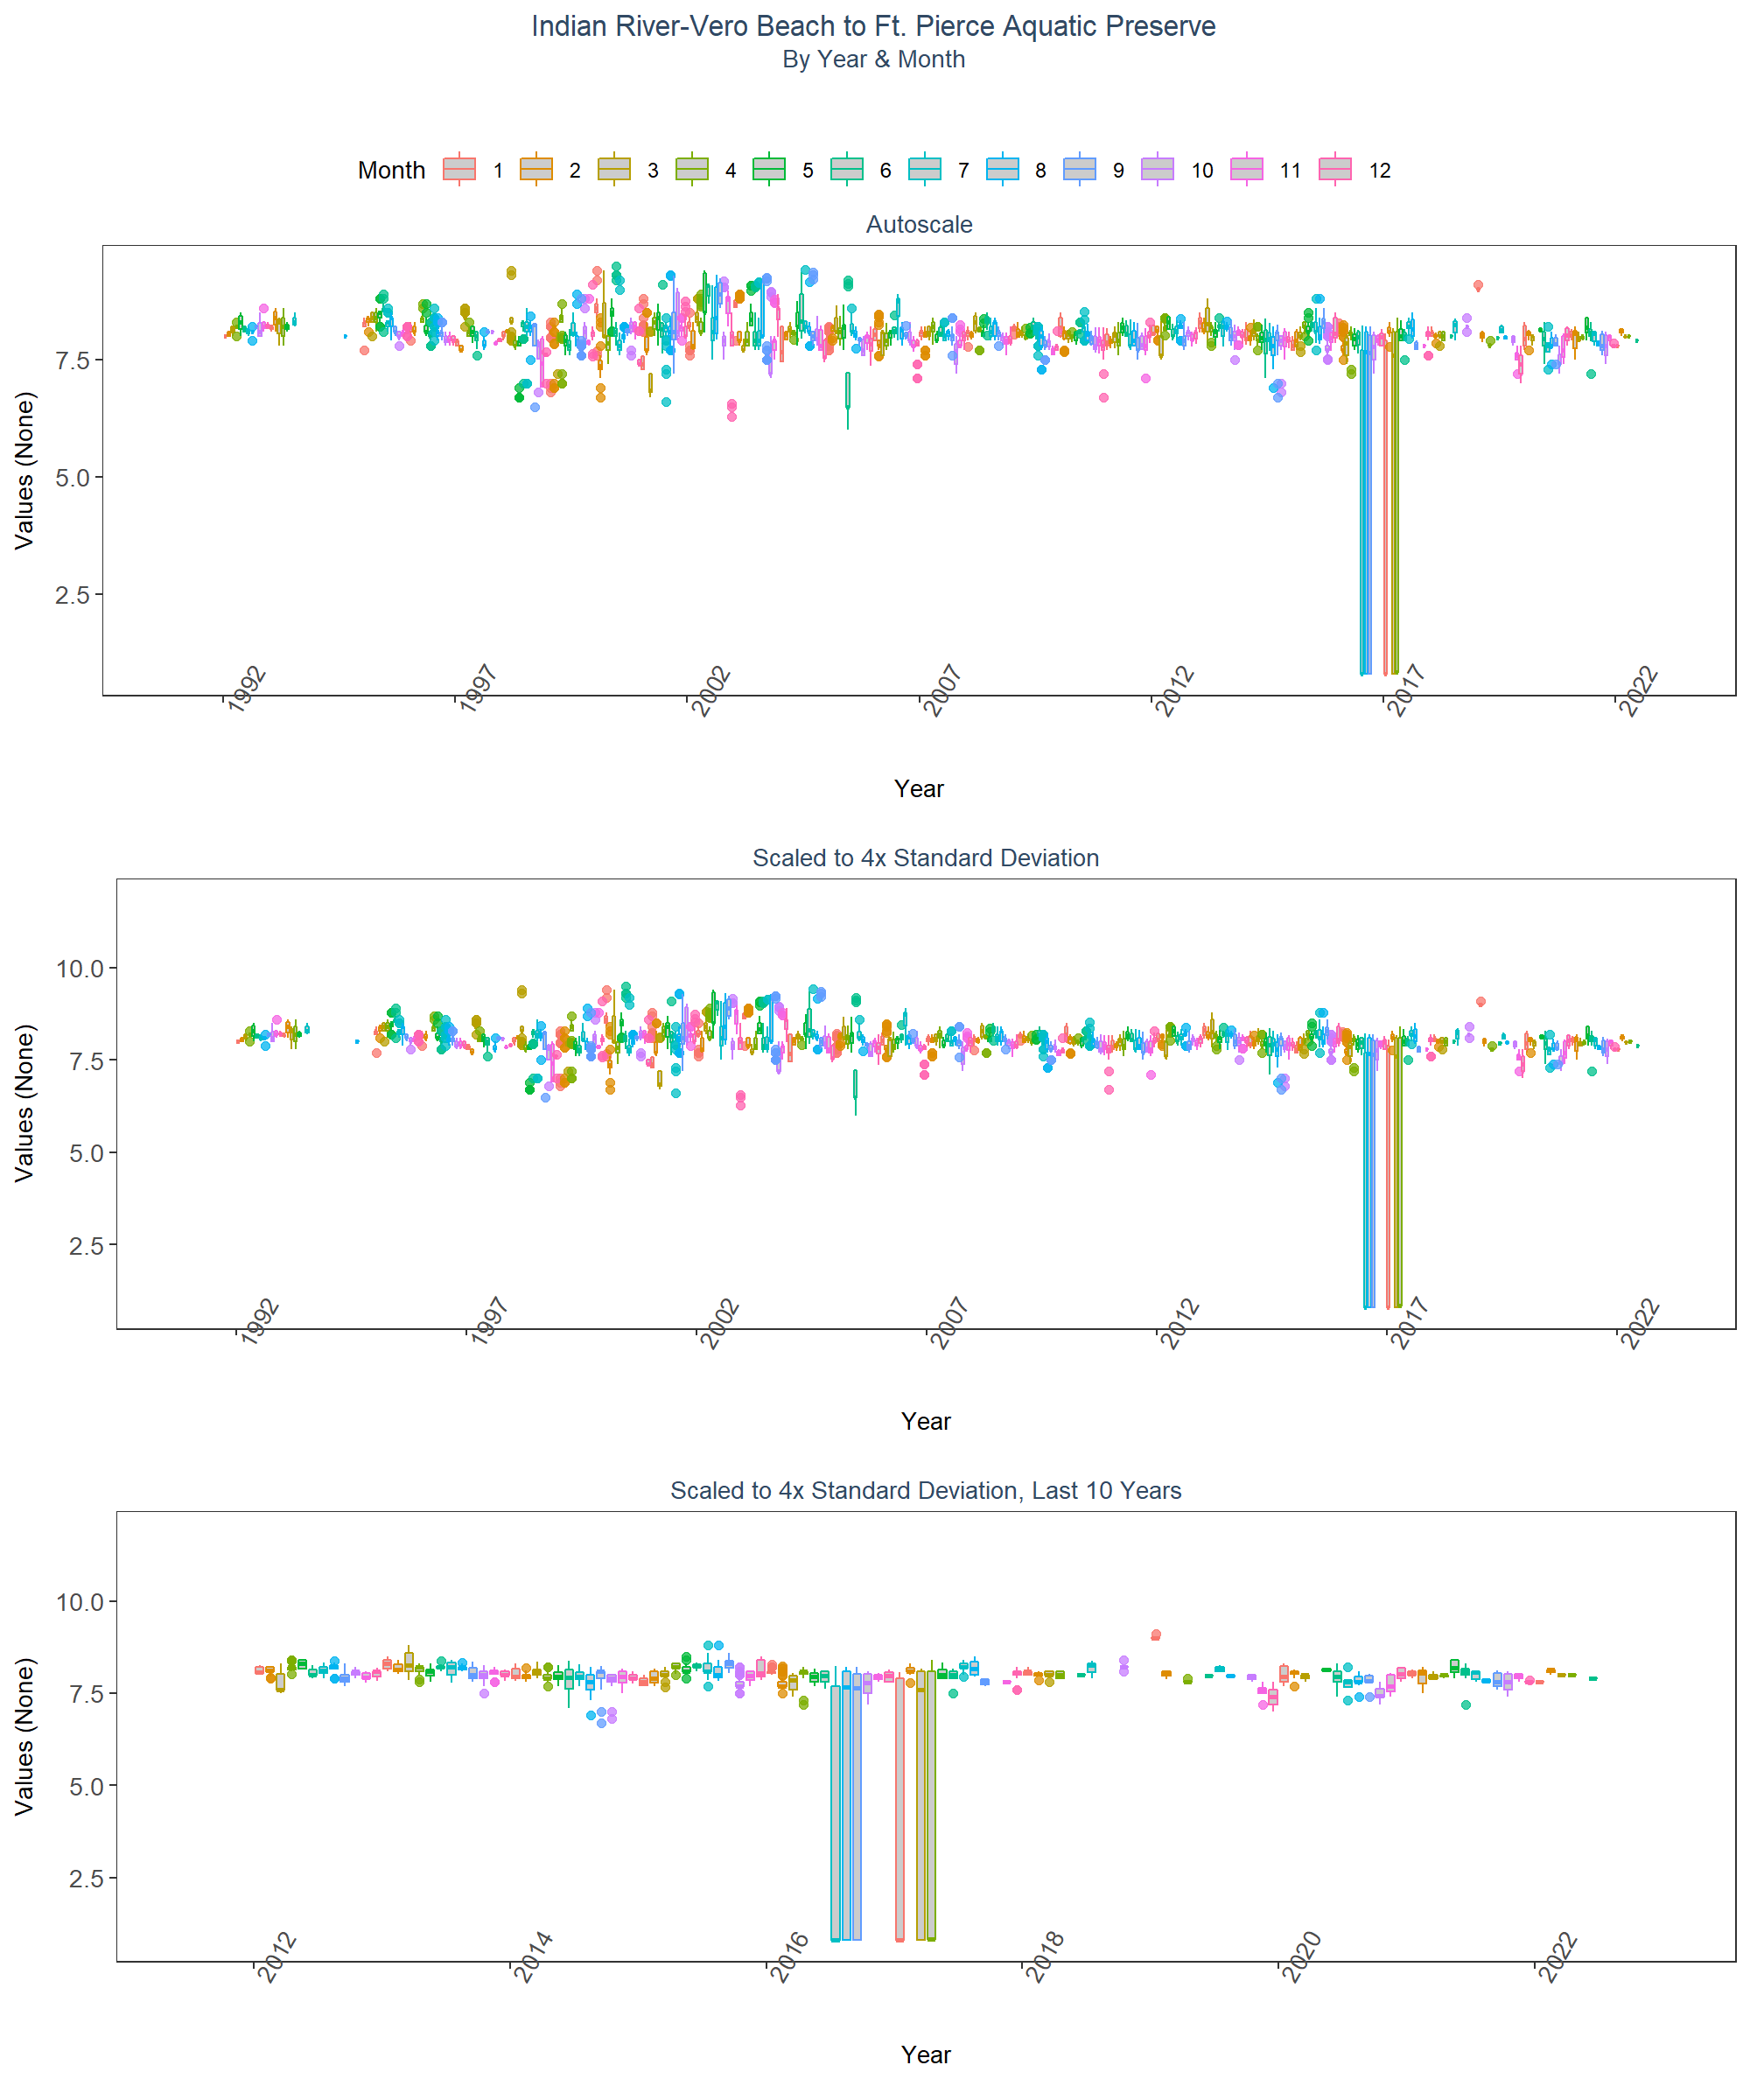 Indian River-Vero Beach to Ft. Pierce Aquatic Preserve
By Year & Month
Month 1 2 3 4 5 6 7 8 9 10 11 12
Autoscale
Values (None)
7.5
5.0
2.5
1992 1997 2002 2007 2012 2017 2022
Year
Scaled to 4x Standard Deviation
Values (None)
10.0
7.5
5.0
2.5
1992 1997 2002 2007 2012 2017 2022
Year
Scaled to 4x Standard Deviation, Last 10 Years
Values (None)
10.0
7.5
5.0
2.5
2012 2014 2016 2018 2020 2022
Year